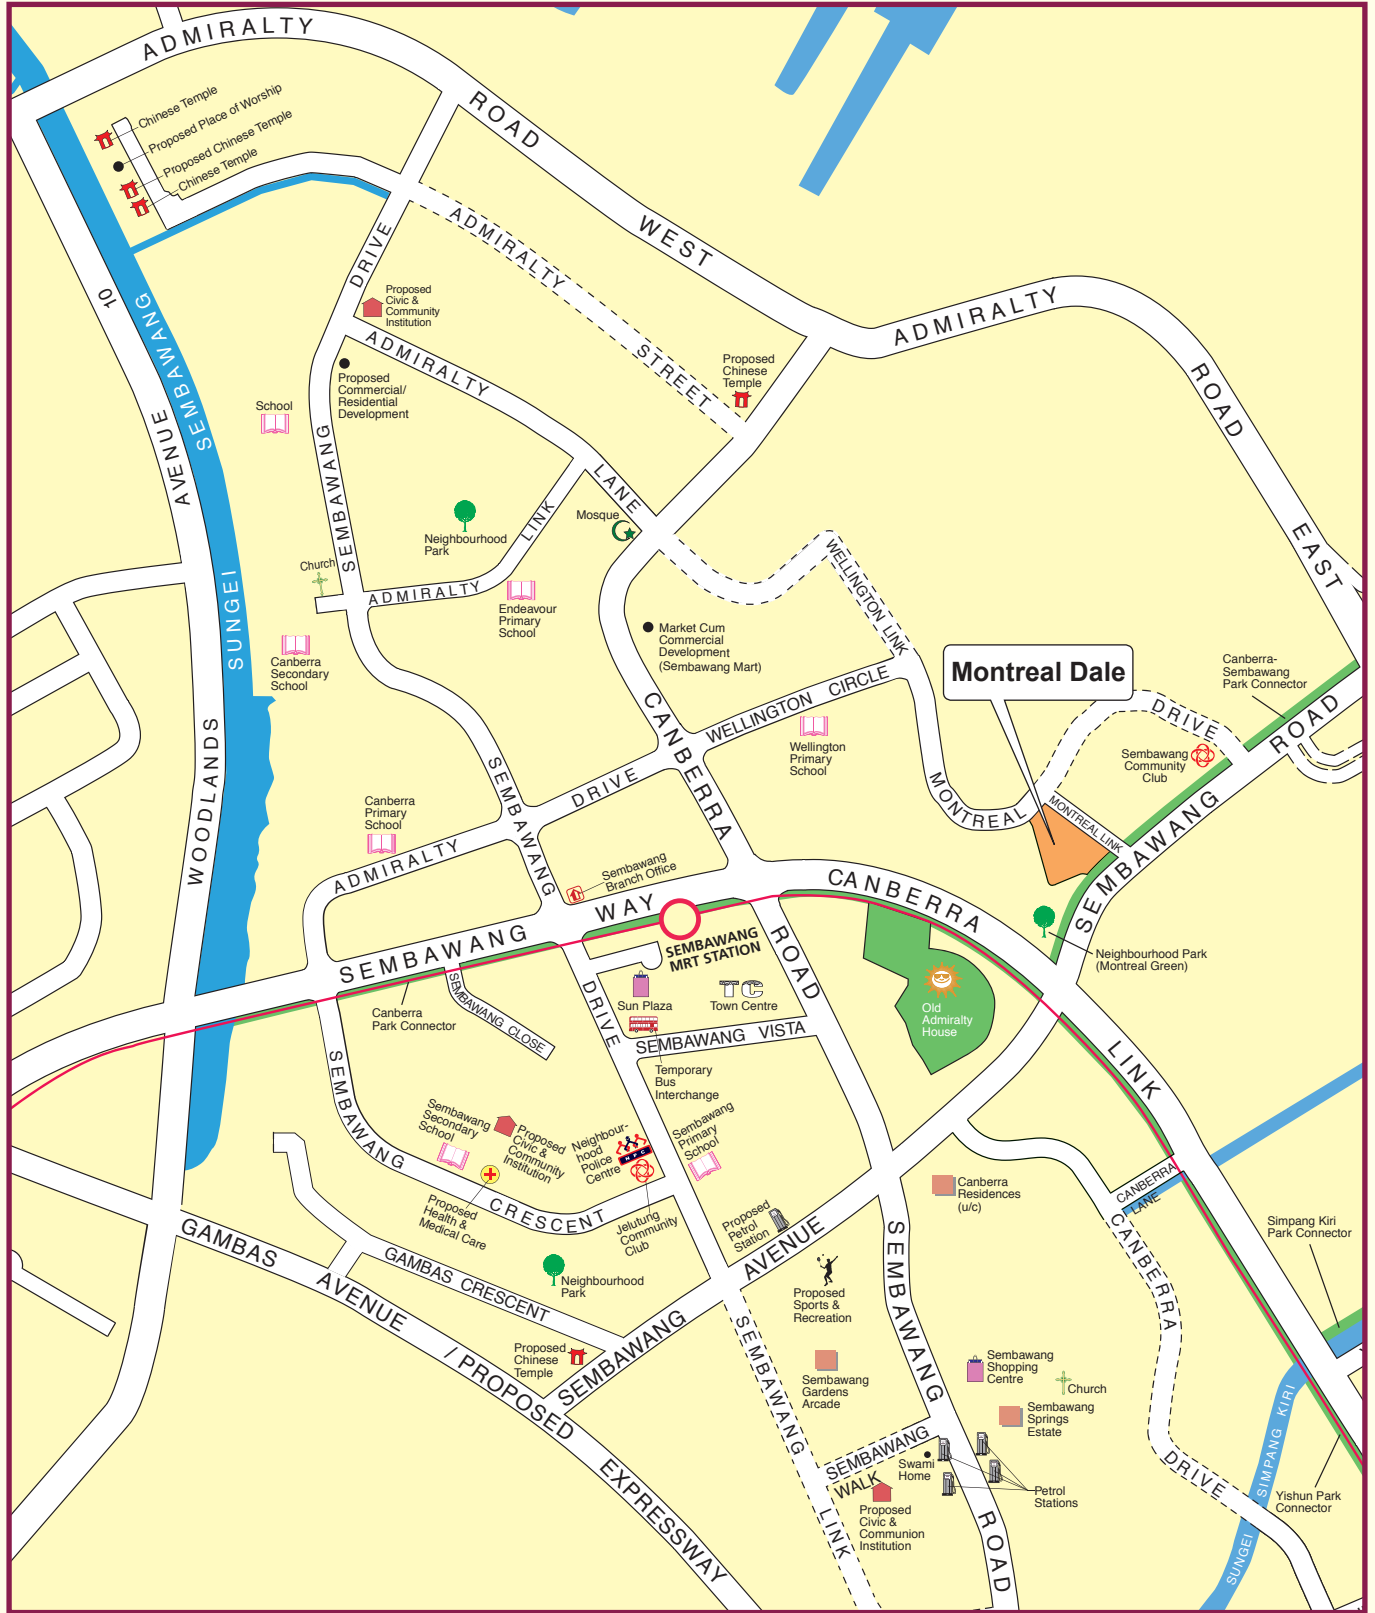 ADMIRALTY
ROAD
WEST
ADMIRALTY
ROAD
EAST
Chinese Temple
Proposed Place of Worship
Proposed Chinese Temple
Chinese Temple
ADMIRALTY
STREET
DRIVE
10
SEMBAWANG
Proposed
Civic &
Community
Institution
ADMIRALTY
LANE
Proposed
Commercial/
Residential
Development
Proposed
Chinese
Temple
School
AVENUE
SEMBAWANG
LINK
Mosque
Neighbourhood
Park
WELLINGTON LINK
Church
ADMIRALTY
SUNGEI
Endeavour
Primary
School
Market Cum
Commercial
Development
(Sembawang Mart)
Canberra
Secondary
School
Montreal Dale
Canberra-
Sembawang
Park Connector
CANBERRA
WELLINGTON CIRCLE
DRIVE
ROAD
WOODLANDS
Wellington
Primary
School
Sembawang
Community
Club
SEMBAWANG
DRIVE
MONTREAL
MONTREAL LINK
SEMBAWANG
Canberra
Primary
School
ADMIRALTY
Sembawang
Branch Office
WAY
CANBERRA
SEMBAWANG
SEMBAWANG
MRT STATION
ROAD
Neighbourhood Park
(Montreal Green)
SEMBAWANG CLOSE
Canberra
Park Connector
DRIVE
Sun Plaza
TC
Town Centre
Old
Admiralty
House
SEMBAWANG VISTA
LINK
SEMBAWANG
Temporary
Bus
Interchange
Sembawang
Secondary
School
Proposed
Civic &
Community
Institution
Neighbour-
hood
Police
Centre
NPC
Sembawang
Primary
School
Proposed
Health &
Medical Care
CRESCENT
Jelutung
Community
Club
Proposed
Petrol
Station
Canberra
Residences
(u/c)
CANBERRA
LANE
Simpang Kiri
Park Connector
GAMBAS
AVENUE
GAMBAS CRESCENT
Neighbourhood
Park
AVENUE
SEMBAWANG
CANBERRA
Proposed
Sports &
Recreation
SEMBAWANG
Proposed
Chinese
Temple
/ PROPOSED
SEMBAWANG
Sembawang
Gardens
Arcade
Sembawang
Shopping
Centre
Church
Sembawang
Springs
Estate
SIMPANG KIRI
SEMBAWANG
WALK
Swami
Home
DRIVE
EXPRESSWAY
LINK
Proposed
Civic &
Communion
Institution
ROAD
Petrol
Stations
Yishun Park
Connector
SUNGEI